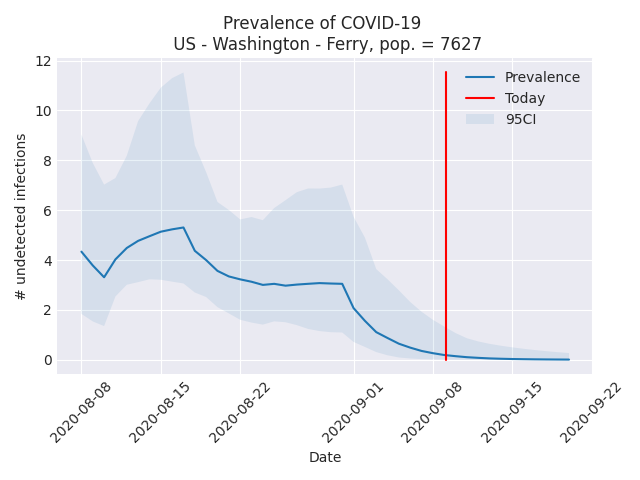 Prevalence of COVID-19
US - Washington - Ferry, pop. = 7627
12
10
8
6
4
2
0
# undetected infections
Prevalence
Today
95CI
2020-08-08
2020-08-15
2020-08-22
2020-09-01
2020-09-08
2020-09-15
2020-09-22
Date